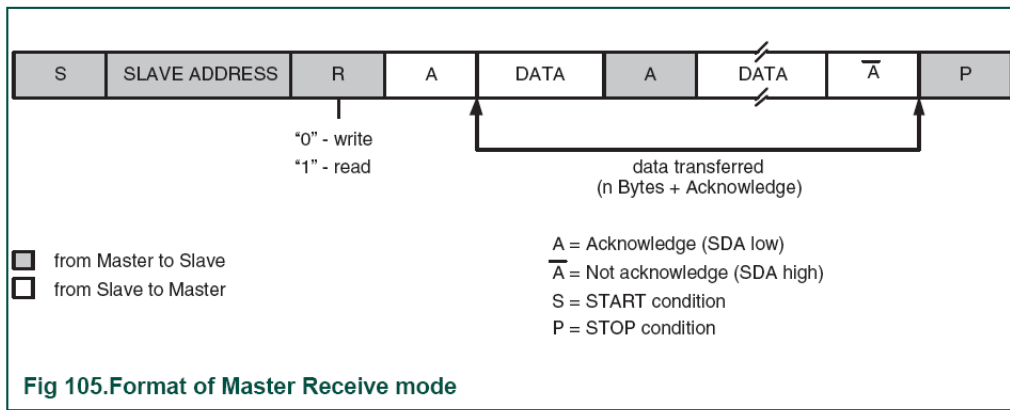 S SLAVE ADDRESS R A DATA A DATA A̅ P
“0” - write
“1” - read
data transferred
(n Bytes + Acknowledge)
from Master to Slave
from Slave to Master
A = Acknowledge (SDA low)
A̅ = Not acknowledge (SDA high)
S = START condition
P = STOP condition
Fig 105.Format of Master Receive mode